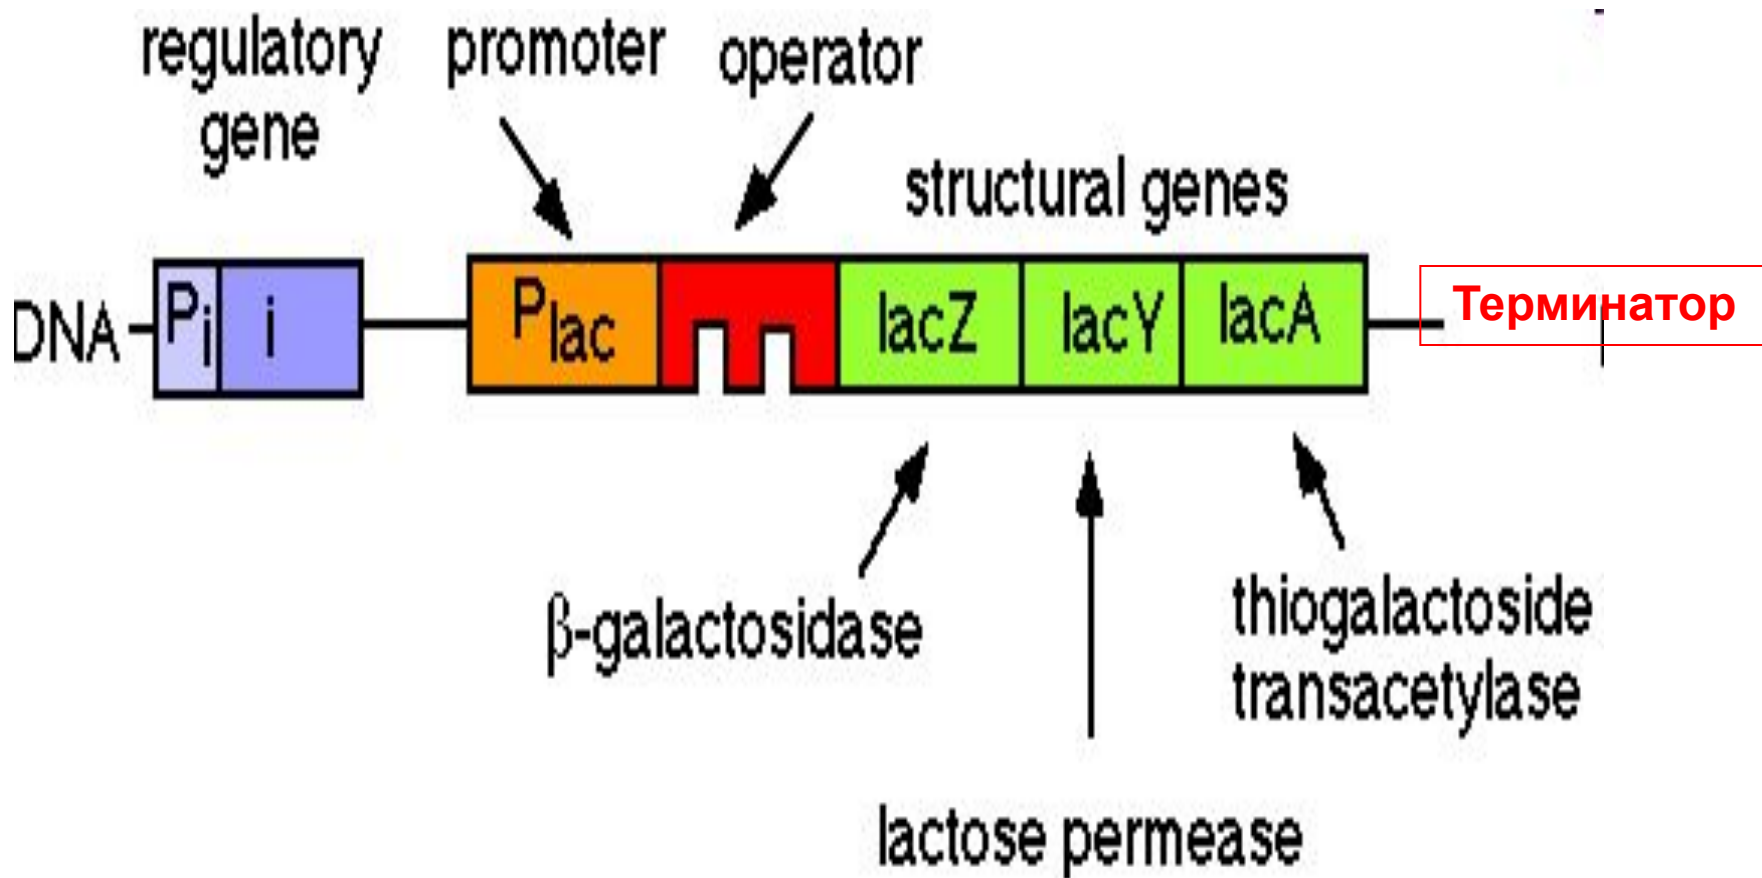 regulatory
gene
promoter
operator
structural genes
DNA
Pi
i
Plac
lacZ
lacY
lacA
Терминатор
β-galactosidase
thiogalactoside
transacetylase
lactose permease